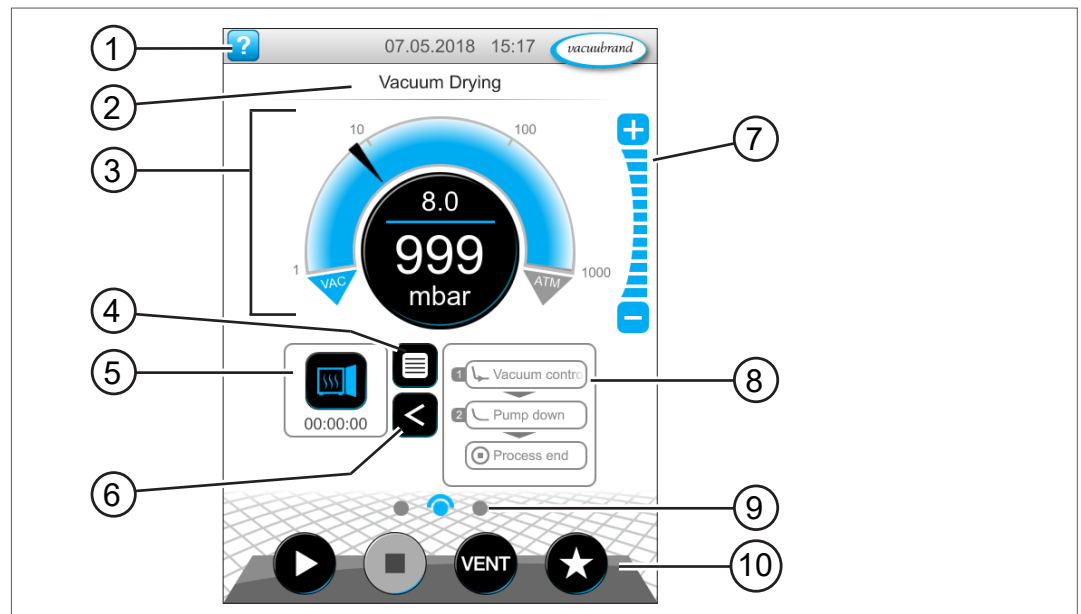 1
?
07.05.2018 15:17
vacuubrand
2
Vacuum Drying
3
10
100
+
7
8.0
999
mbar
1
1000
VAC
ATM
−
4
5
00:00:00
<
6
1 Vacuum contro
2 Pump down
Process end
8
9
VENT
10